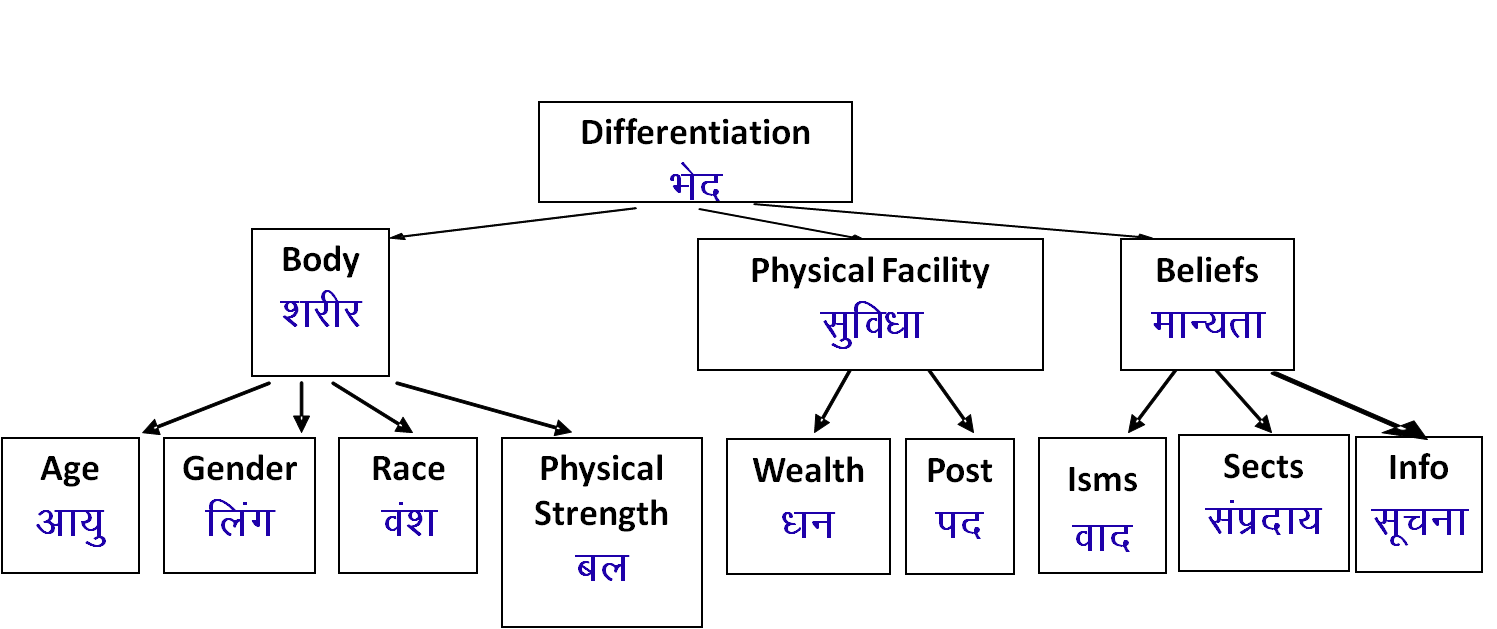 Differentiation
भेद
Body
शरीर
Physical Facility
सुविधा
Beliefs
मान्यता
Age
आयु
Gender
लिंग
Race
वंश
Physical
Strength
बल
Wealth
धन
Post
पद
Isms
वाद
Sects
संप्रदाय
Info
सूचना